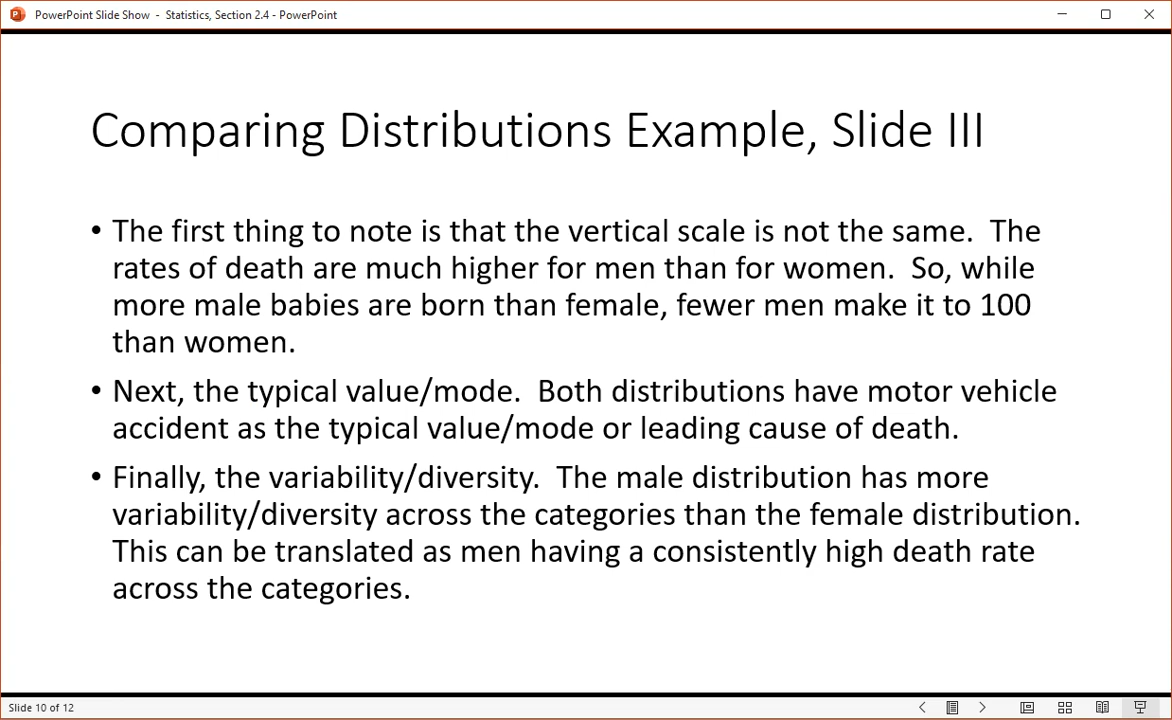 PowerPoint Slide Show - Statistics, Section 2.4 - PowerPoint
Comparing Distributions Example, Slide III
• The first thing to note is that the vertical scale is not the same. The
rates of death are much higher for men than for women. So, while
more male babies are born than female, fewer men make it to 100
than women.
• Next, the typical value/mode. Both distributions have motor vehicle
accident as the typical value/mode or leading cause of death.
• Finally, the variability/diversity. The male distribution has more
variability/diversity across the categories than the female distribution.
This can be translated as men having a consistently high death rate
across the categories.
Slide 10 of 12